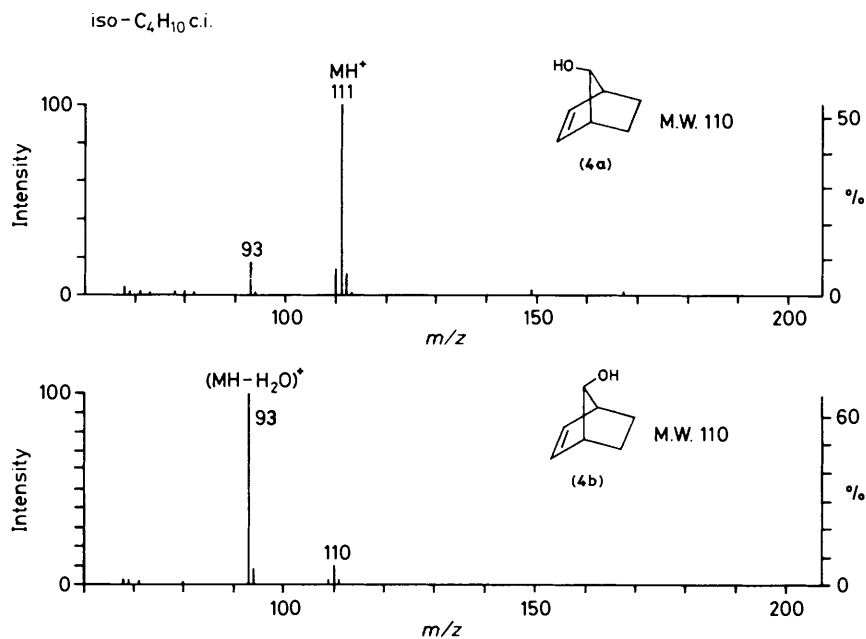 iso-C₄H₁₀ c.i.
MH⁺
111
HO
M.W. 110
(4a)
100
50
Intensity
%
93
0
0
100
150
200
m/z
(MH-H₂O)⁺
OH
M.W. 110
(4b)
100
93
60
Intensity
%
110
0
0
100
150
200
m/z